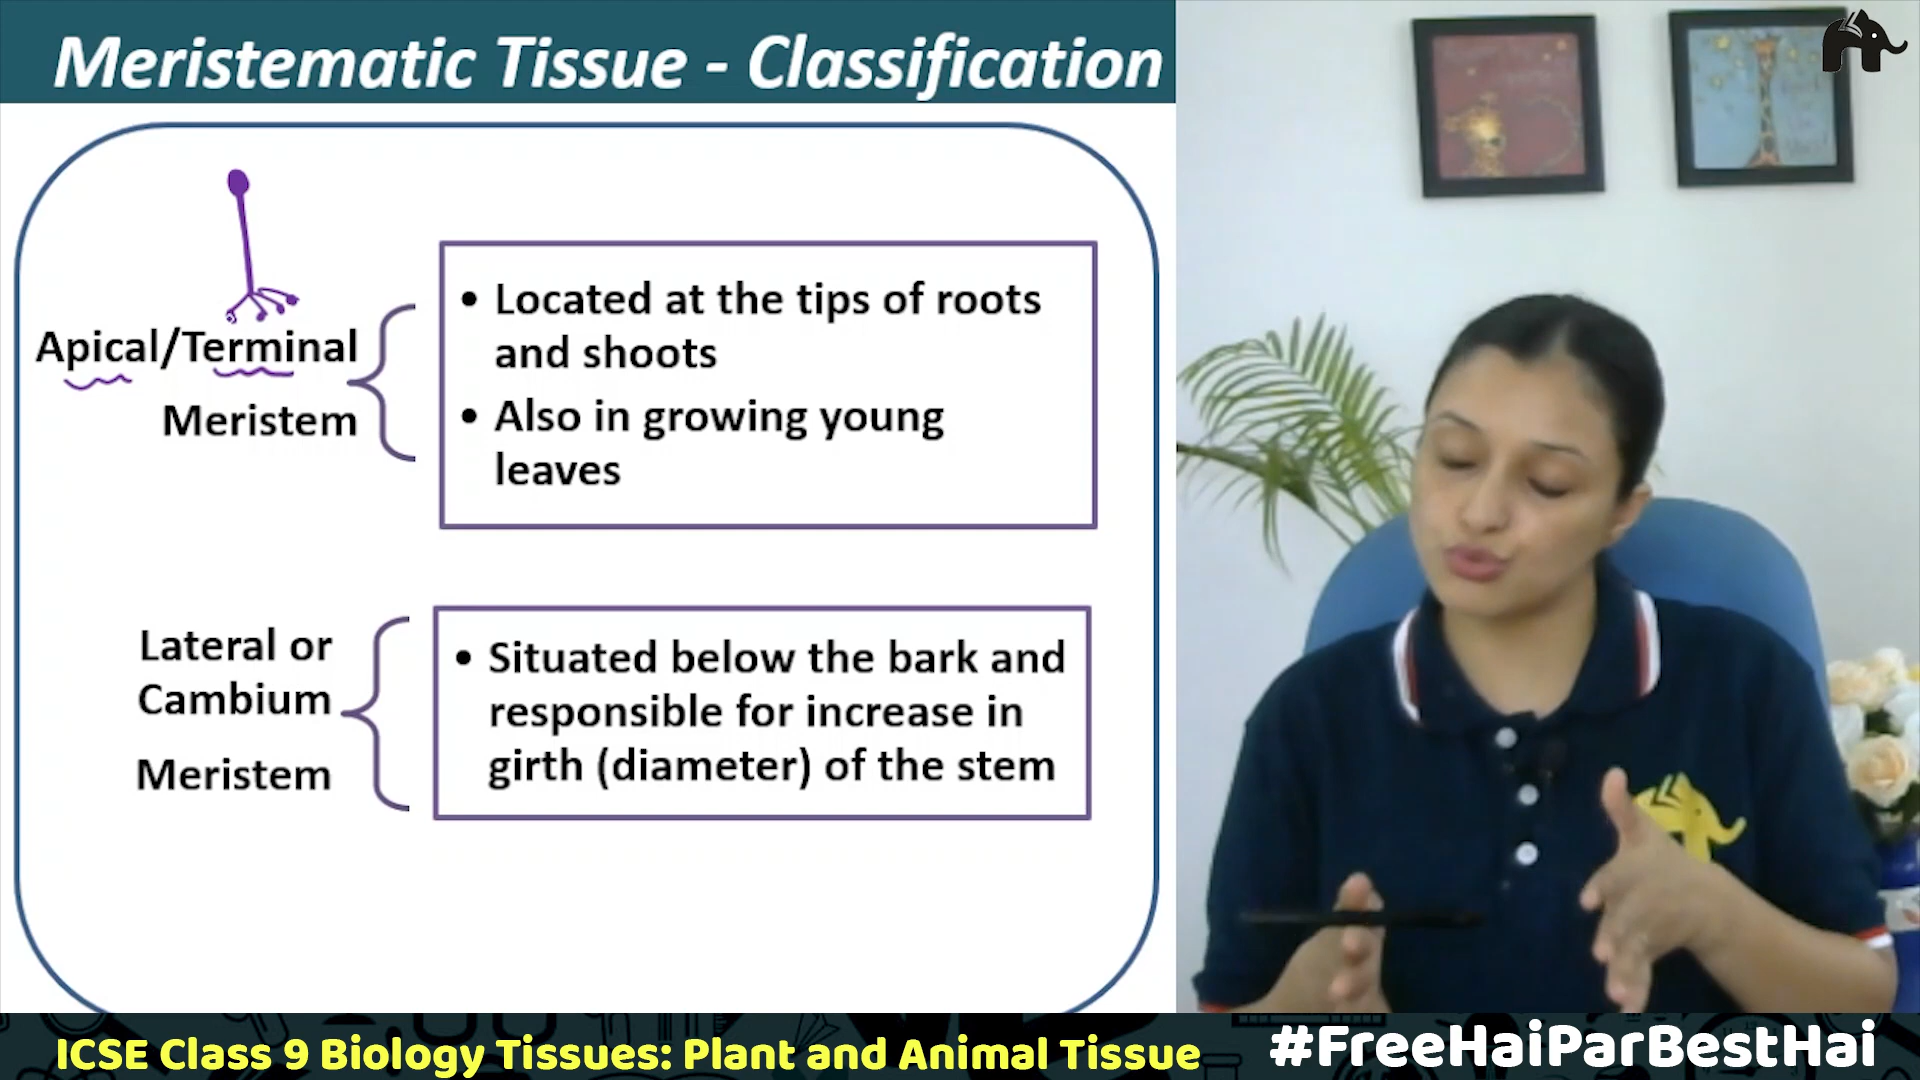 Meristematic Tissue - Classification
Apical/Terminal
Meristem
• Located at the tips of roots
and shoots
• Also in growing young
leaves
Lateral or
Cambium
Meristem
• Situated below the bark and
responsible for increase in
girth (diameter) of the stem
ICSE Class 9 Biology Tissues: Plant and Animal Tissue
#FreeHaiParBestHai